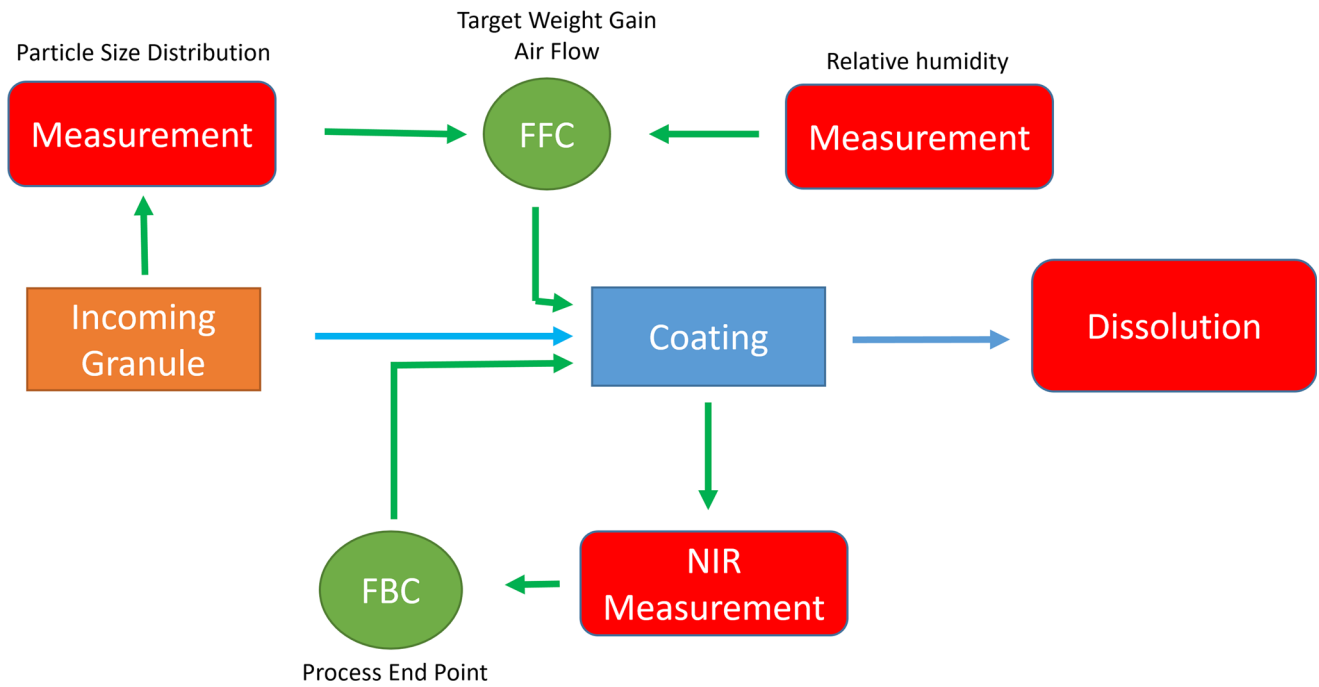 Target Weight Gain
Air Flow
Particle Size Distribution
Relative humidity
Measurement
FFC
Measurement
Incoming
Granule
Coating
Dissolution
NIR
Measurement
FBC
Process End Point